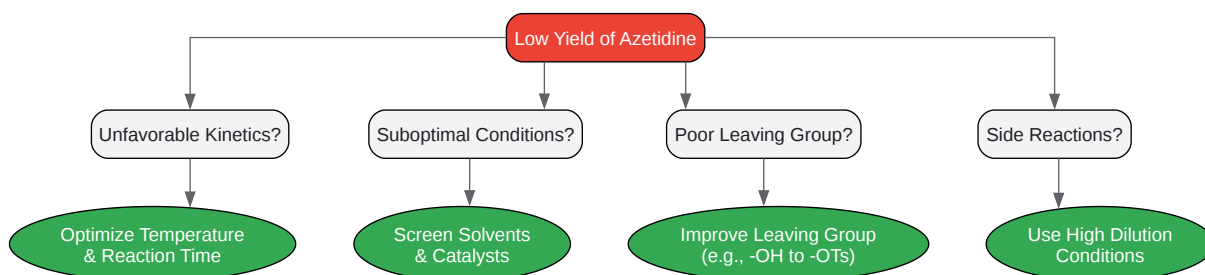 Low Yield of Azetidine
Unfavorable Kinetics?
Suboptimal Conditions?
Poor Leaving Group?
Side Reactions?
Optimize Temperature
& Reaction Time
Screen Solvents
& Catalysts
Improve Leaving Group
(e.g., -OH to -OTs)
Use High Dilution
Conditions